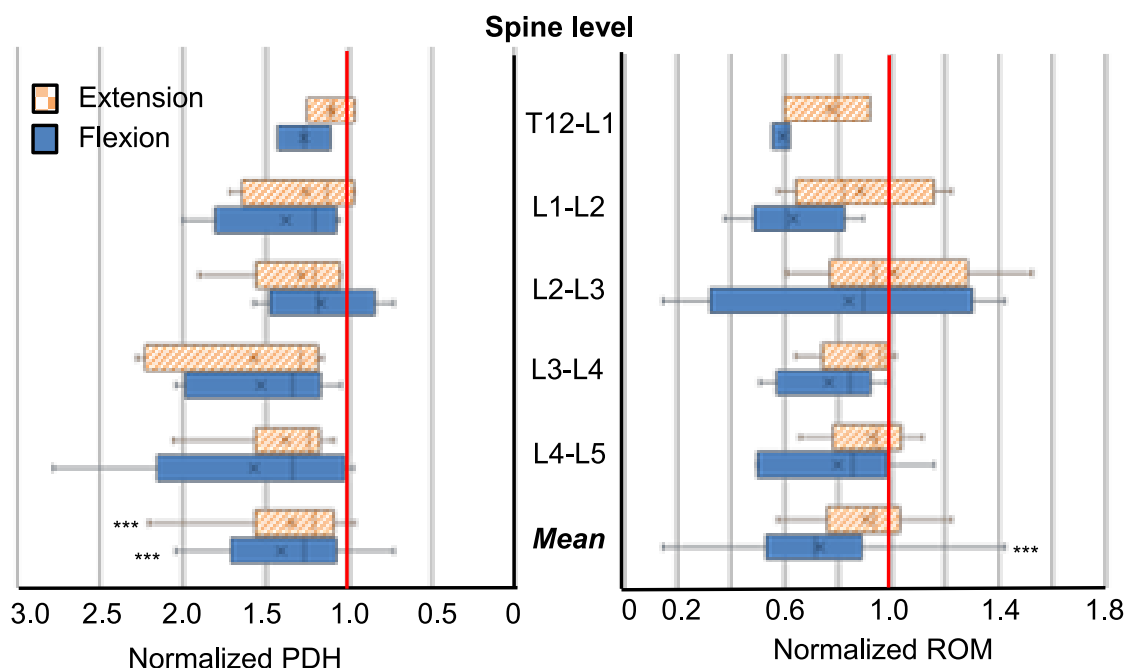 Spine level
Extension
Flexion
T12-L1
L1-L2
L2-L3
L3-L4
L4-L5
Mean
***
***
***
3.0 2.5 2.0 1.5 1.0 0.5 0
0 0.2 0.6 1.0 1.4 1.8
Normalized PDH
Normalized ROM